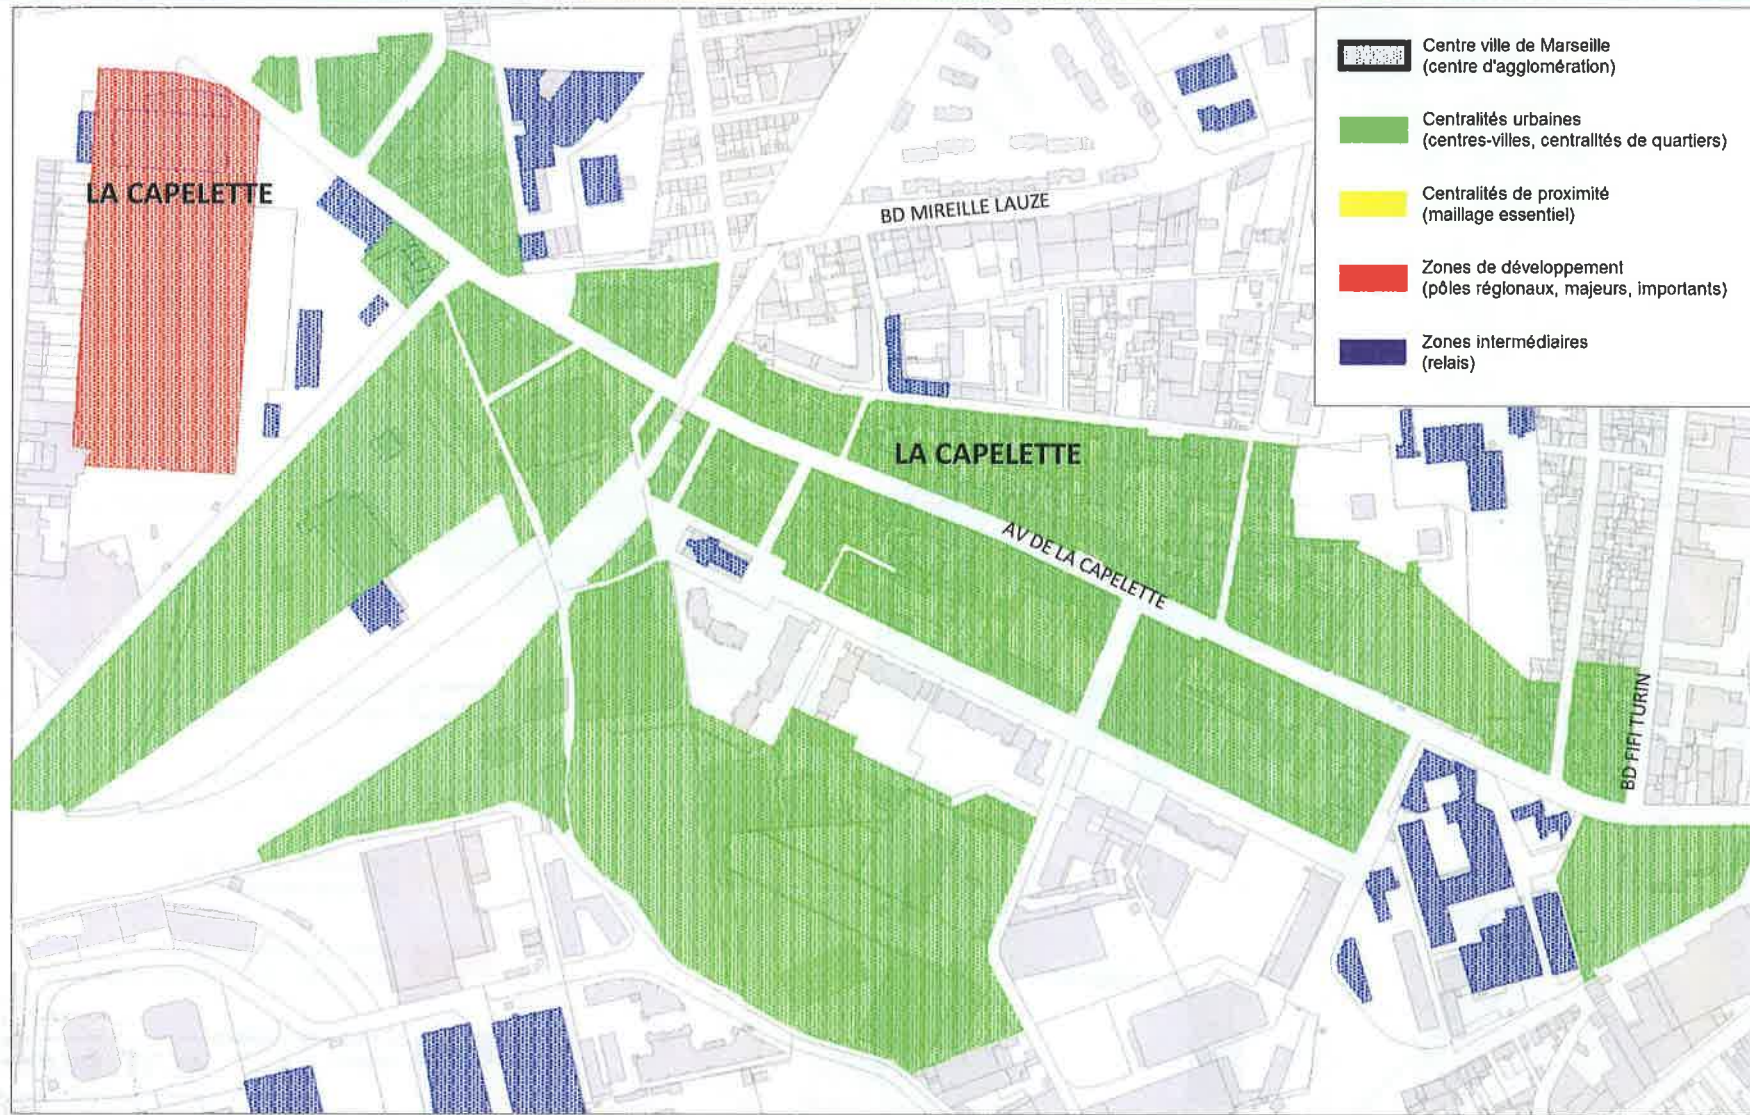 Centre ville de Marseille
(centre d'agglomération)
Centralités urbaines
(centres-villes, centralités de quartiers)
Centralités de proximité
(maillage essentiel)
Zones de développement
(pôles régionaux, majeurs, importants)
Zones intermédiaires
(relais)
LA CAPELETTE
BD MIREILLE LAUZE
LA CAPELETTE
AV DE LA CAPELETTE
BD FIFI TURIN